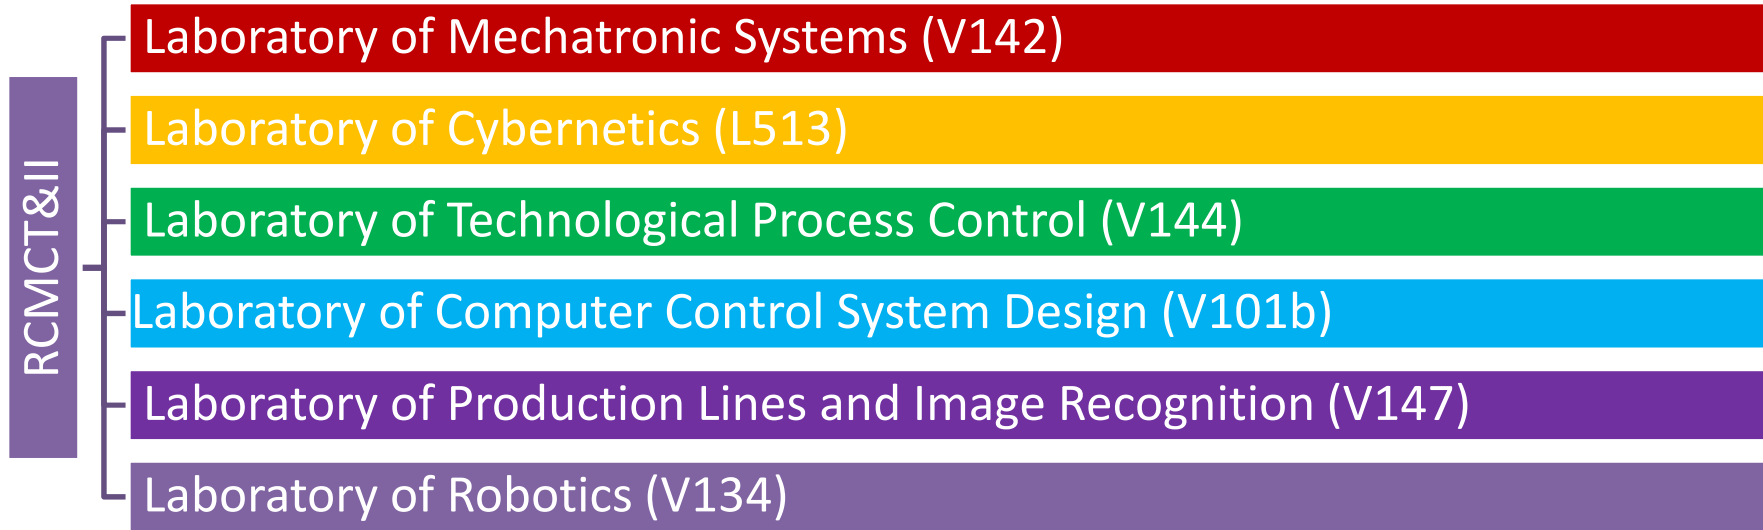 RCMCT&II
Laboratory of Mechatronic Systems (V142)
Laboratory of Cybernetics (L513)
Laboratory of Technological Process Control (V144)
Laboratory of Computer Control System Design (V101b)
Laboratory of Production Lines and Image Recognition (V147)
Laboratory of Robotics (V134)